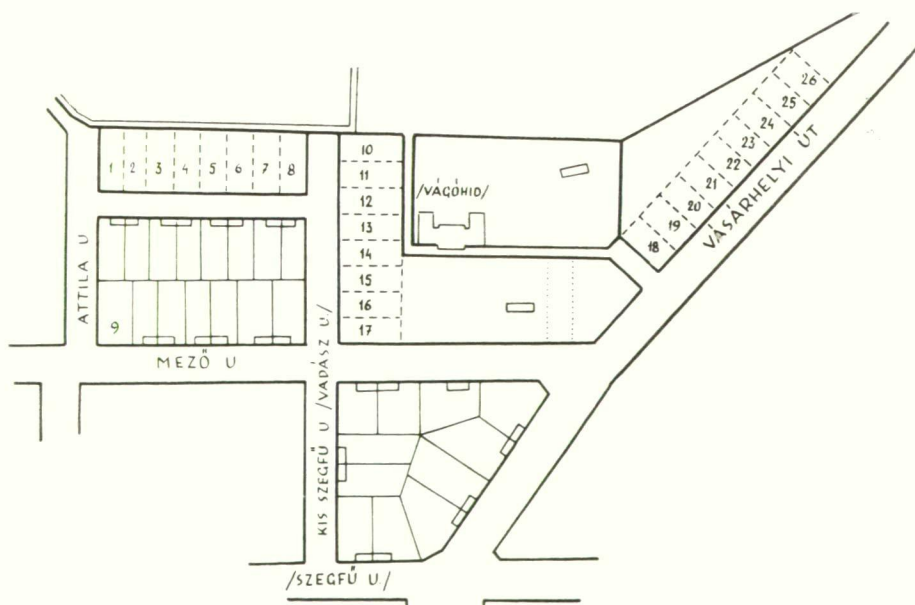 1 2 3 4 5 6 7 8
9
10
11
12
13
14
15
16
17
18
19
20
21
22
23
24
25
26
/VÁGÓHID/
VÁSÁRHELYI ÚT
ATTILA U
MEZŐ U
KIS SZEGFŰ U /VADÁSZ U/
/SZEGFŰ U./